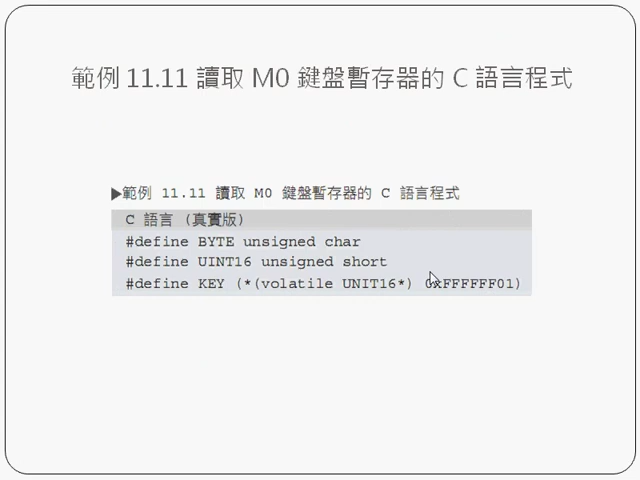 範例 11.11 讀取 M0 鍵盤暫存器的 C 語言程式
▶範例 11.11 讀取 M0 鍵盤暫存器的 C 語言程式
C 語言 (真實版)
#define BYTE unsigned char
#define UINT16 unsigned short
#define KEY (*(volatile UNIT16*) 0xFFFFFF01)